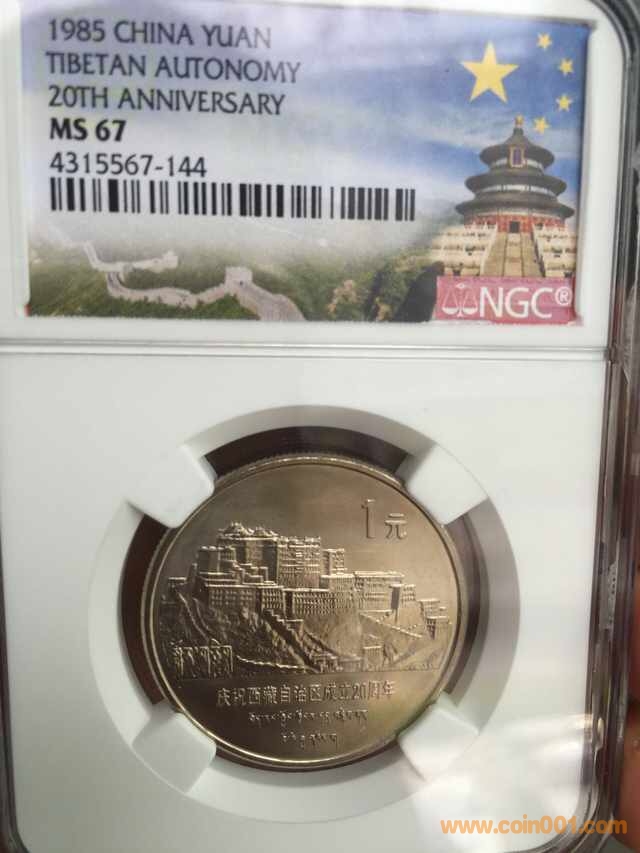 1985 CHINA YUAN
TIBETAN AUTONOMY
20TH ANNIVERSARY
MS 67
4315567-144
NGC®
1元
庆祝西藏自治区成立20周年
www.coin001.com